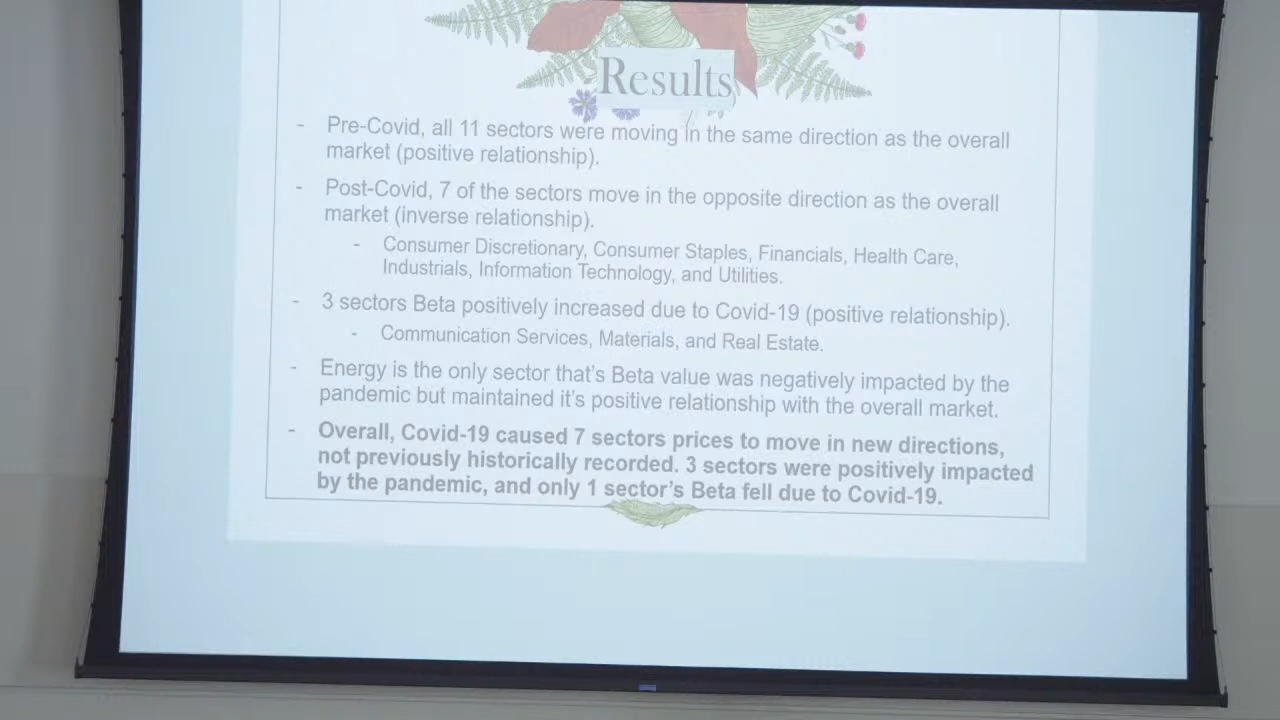 Results
- Pre-Covid, all 11 sectors were moving in the same direction as the overall
market (positive relationship).
- Post-Covid, 7 of the sectors move in the opposite direction as the overall
market (inverse relationship).
- Consumer Discretionary, Consumer Staples, Financials, Health Care,
Industrials, Information Technology, and Utilities.
- 3 sectors Beta positively increased due to Covid-19 (positive relationship).
- Communication Services, Materials, and Real Estate.
- Energy is the only sector that's Beta value was negatively impacted by the
pandemic but maintained it's positive relationship with the overall market.
- Overall, Covid-19 caused 7 sectors prices to move in new directions,
not previously historically recorded. 3 sectors were positively impacted
by the pandemic, and only 1 sector's Beta fell due to Covid-19.